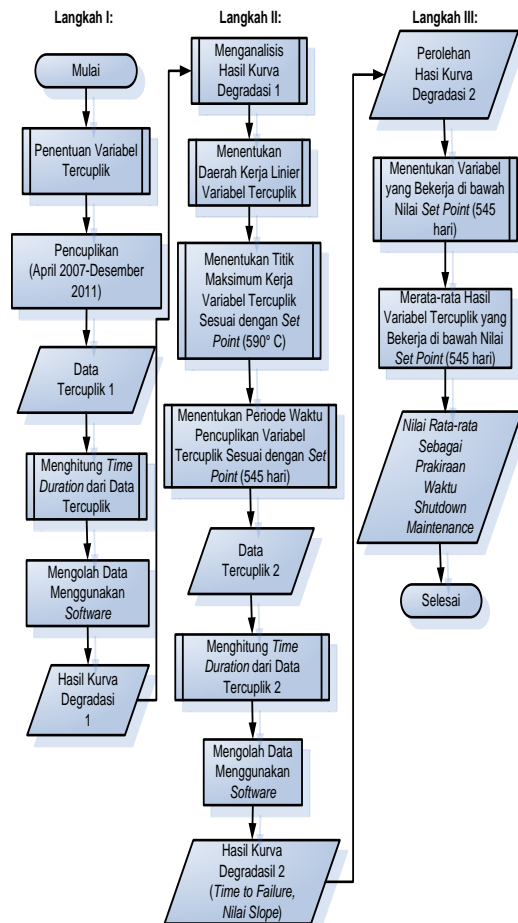 Langkah I:
Mulai
Penentuan Variabel
Tercuplik
Pencuplikan
(April 2007-Desember
2011)
Data
Tercuplik 1
Menghitung Time
Duration dari Data
Tercuplik
Mengolah Data
Menggunakan
Software
Hasil Kurva
Degradasi
1
Langkah II:
Menganalisis
Hasil Kurva
Degradasi 1
Menentukan
Daerah Kerja Linier
Variabel Tercuplik
Menentukan Titik
Maksimum Kerja
Variabel Tercuplik
Sesuai dengan Set
Point (590° C)
Menentukan Periode Waktu
Pencuplikan Variabel
Tercuplik Sesuai dengan Set
Point (545 hari)
Data
Tercuplik 2
Menghitung Time
Duration dari Data
Tercuplik 2
Mengolah Data
Menggunakan
Software
Hasil Kurva
Degradasil 2
(Time to Failure,
Nilai Slope)
Langkah III:
Perolehan
Hasi Kurva
Degradasi 2
Menentukan Variabel
yang Bekerja di bawah
Nilai Set Point (545
hari)
Merata-rata Hasil
Variabel Tercuplik yang
Bekerja di bawah Nilai
Set Point (545 hari)
Nilai Rata-rata
Sebagai
Prakiraan
Waktu
Shutdown
Maintenance
Selesai